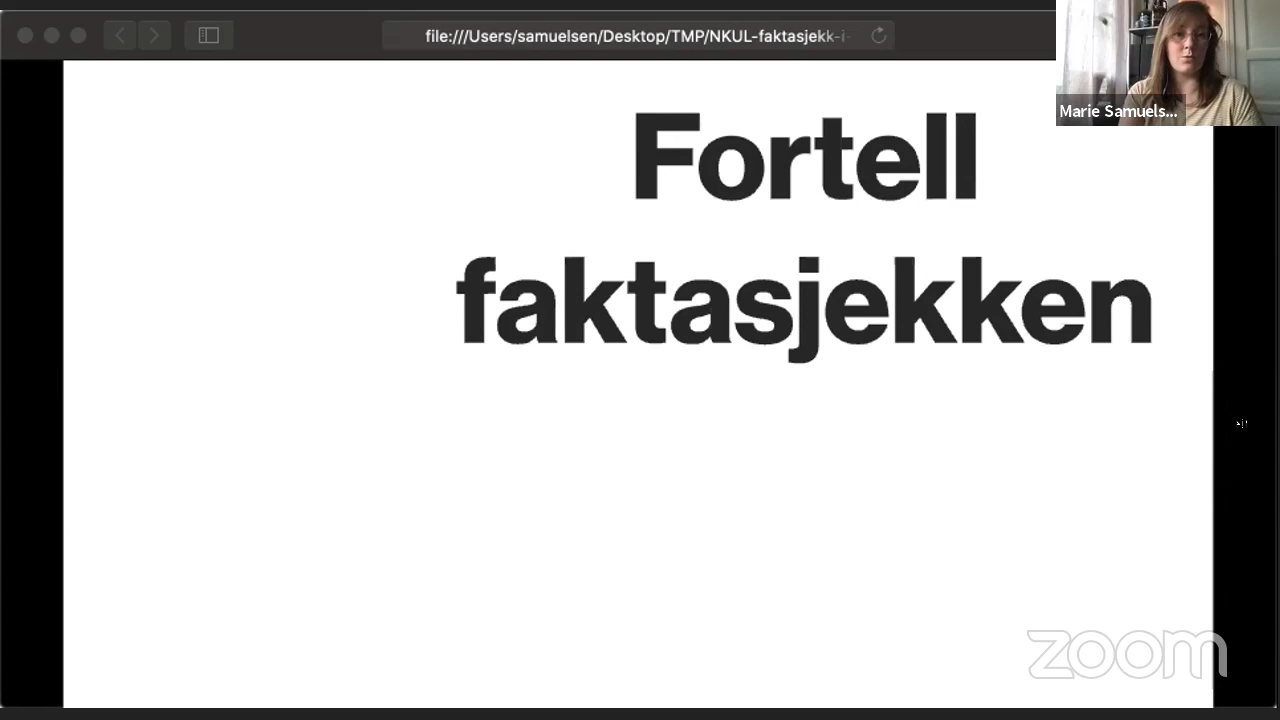 file:///Users/samuelsen/Desktop/TMP/NKUL-faktasjekk-i-
Marie Samuels...
Fortell
faktasjekken
zoom